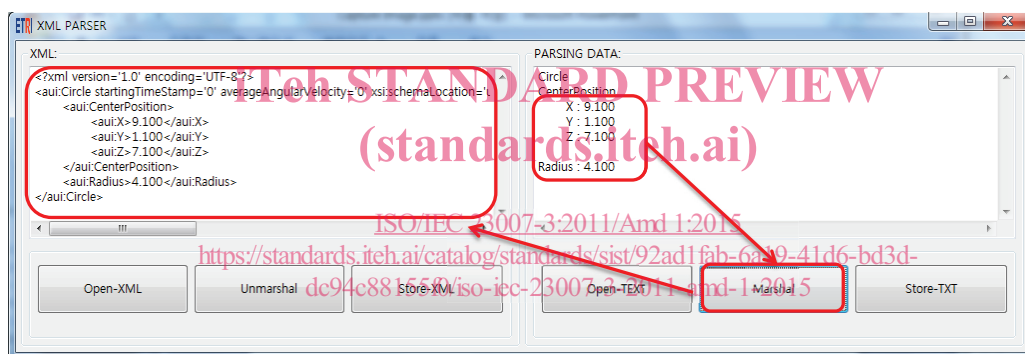 ETRI XML PARSER
XML:
<?xml version='1.0' encoding='UTF-8'?>
<aui:Circle startingTimeStamp='0' averageAngularVelocity='0' xsi:schemaLocation='u
<aui:CenterPosition>
<aui:X>9.100</aui:X>
<aui:Y>1.100</aui:Y>
<aui:Z>7.100</aui:Z>
</aui:CenterPosition>
<aui:Radius>4.100</aui:Radius>
</aui:Circle>
PARSING DATA:
Circle
CenterPosition
X : 9.100
Y : 1.100
Z : 7.100
Radius : 4.100
iTeh STANDARD PREVIEW
(standards.iteh.ai)
ISO/IEC 23007-3:2011/Amd 1:2015
https://standards.iteh.ai/catalog/standards/sist/92ad1fab-6a19-41d6-bd3d-
iso-iec-23007-3-2011-amd-1-2015
Open-XML
Unmarshal
Store-XML
Open-TEXT
Marshal
Store-TXT